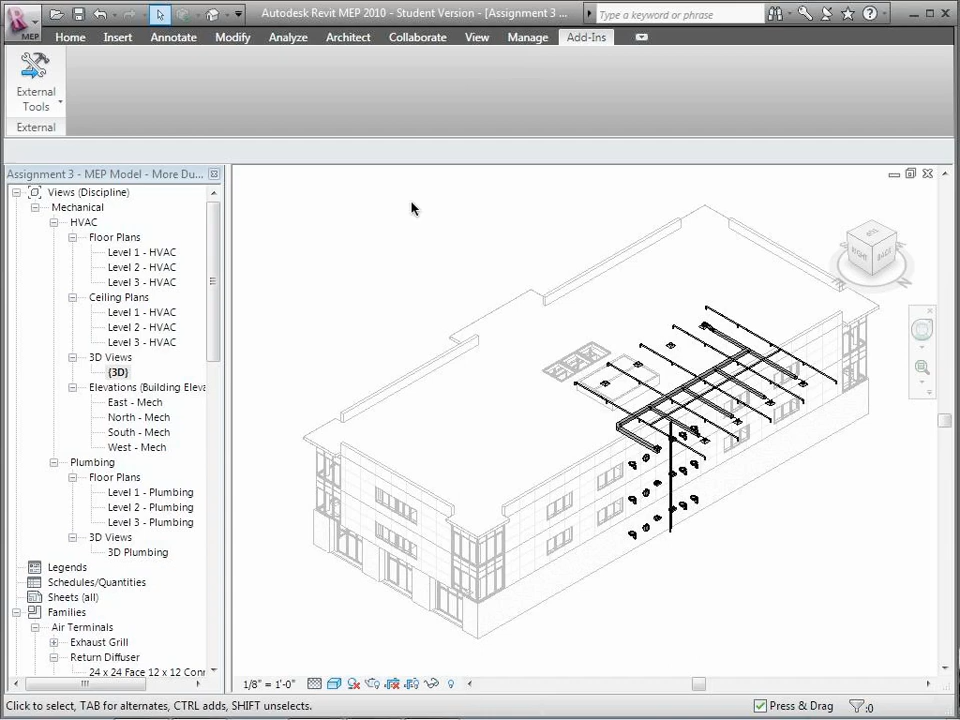 Autodesk Revit MEP 2010 - Student Version - [Assignment 3 ...
Type a keyword or phrase
MEP
Home Insert Annotate Modify Analyze Architect Collaborate View Manage Add-Ins
External
Tools
External
Assignment 3 - MEP Model - More Du...
Views (Discipline)
Mechanical
HVAC
Floor Plans
Level 1 - HVAC
Level 2 - HVAC
Level 3 - HVAC
Ceiling Plans
Level 1 - HVAC
Level 2 - HVAC
Level 3 - HVAC
3D Views
{3D}
Elevations (Building Eleva
East - Mech
North - Mech
South - Mech
West - Mech
Plumbing
Floor Plans
Level 1 - Plumbing
Level 2 - Plumbing
Level 3 - Plumbing
3D Views
3D Plumbing
Legends
Schedules/Quantities
Sheets (all)
Families
Air Terminals
Exhaust Grill
Return Diffuser
24 x 24 Face 12 x 12 Conr
TOP
RIGHT BACK
1/8" = 1'-0"
Click to select, TAB for alternates, CTRL adds, SHIFT unselects.
Press & Drag
:0